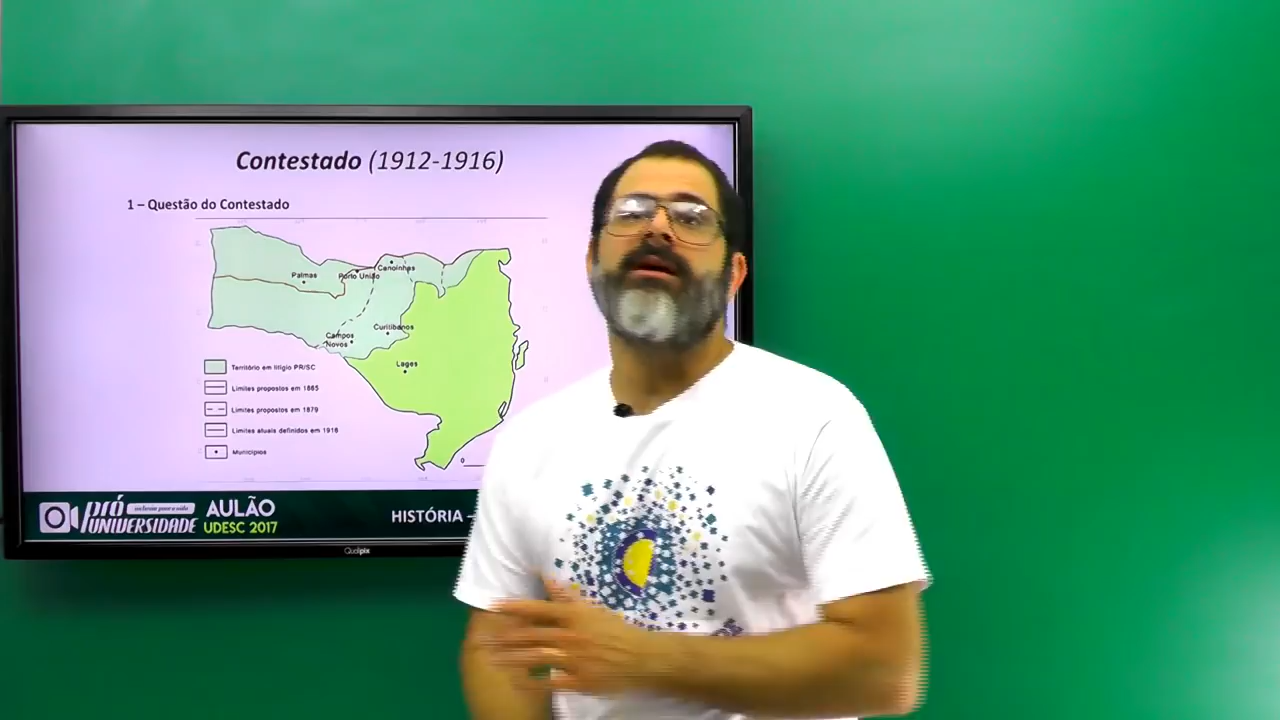 Contestado (1912-1916)
1 – Questão do Contestado
Palmas
Porto União
Canoinhas
Campos
Novos
Curitibanos
Lages
Território em litígio PR/SC
Limites propostos em 1865
Limites propostos em 1879
Limites atuais definidos em 1916
Municípios
0
pró
UNIVERSIDADE
AULÃO
UDESC 2017
HISTÓRIA -
Qualipix